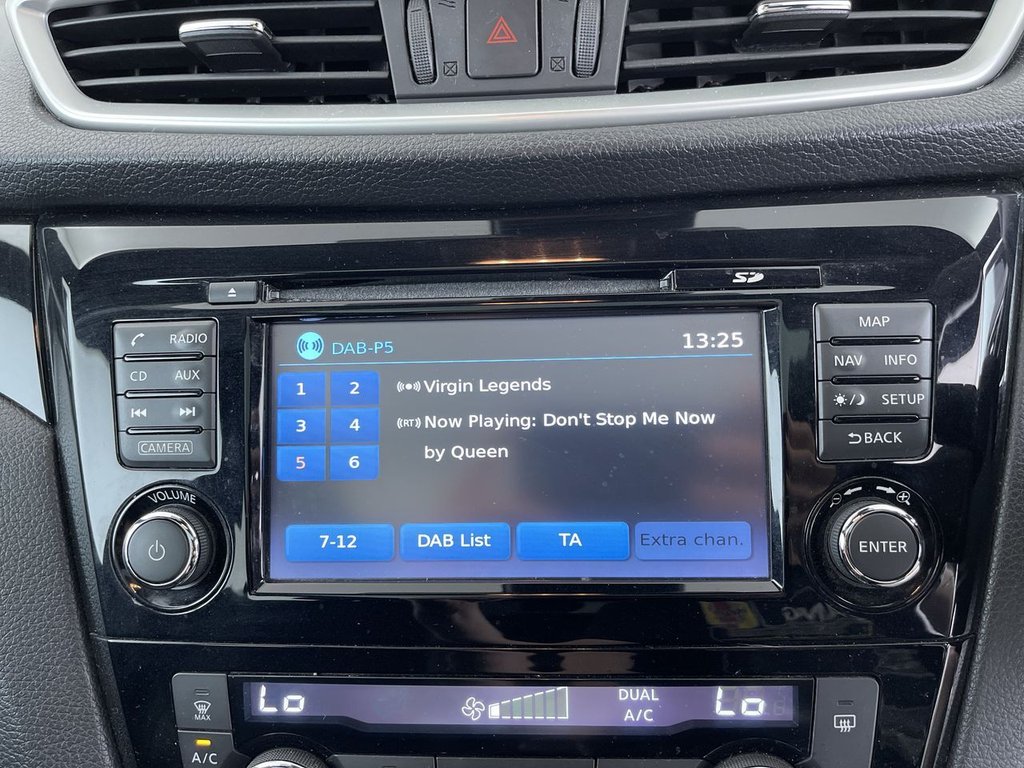 SD
RADIO
CD AUX
CAMERA
VOLUME
DAB-P5 13:25
1 2
3 4
5 6
Virgin Legends
(RT) Now Playing: Don't Stop Me Now
by Queen
7-12 DAB List TA Extra chan.
MAP
NAV INFO
SETUP
BACK
ENTER
MAX
A/C
Lo
DUAL
A/C
Lo